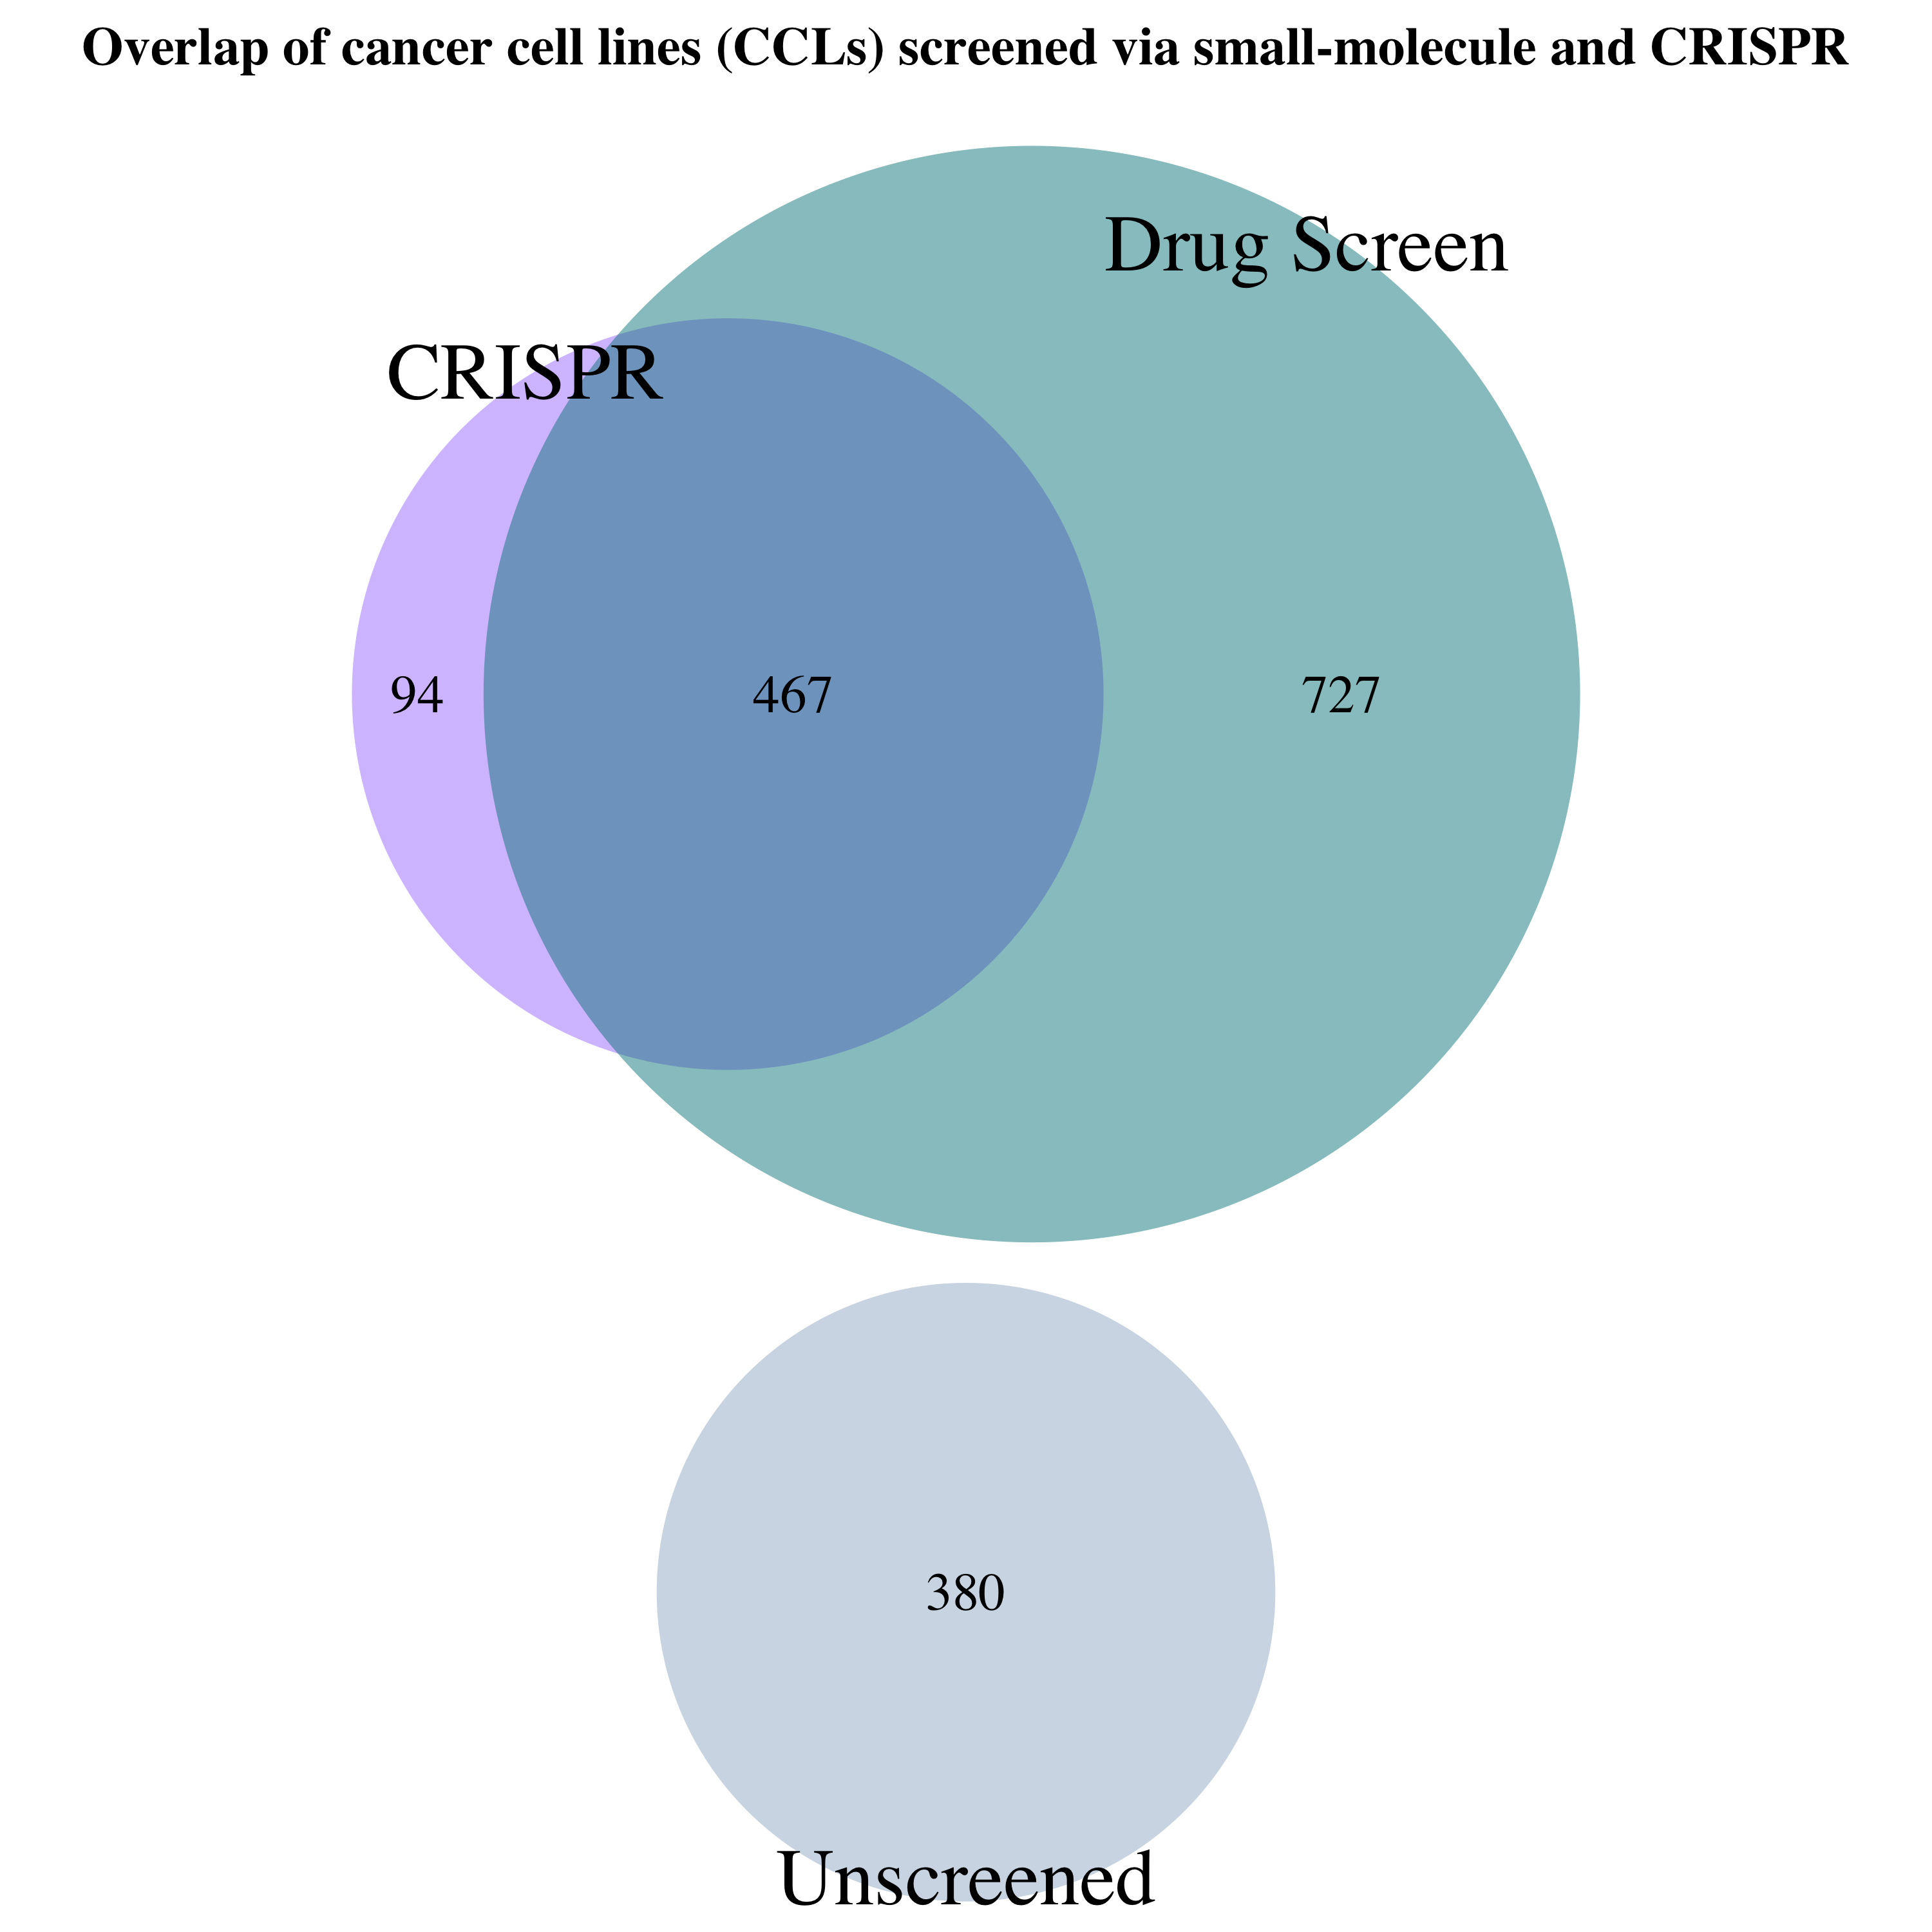 Overlap of cancer cell lines (CCLs) screened via small-molecule and CRISPR
Drug Screen
CRISPR
94 467 727
380
Unscreened